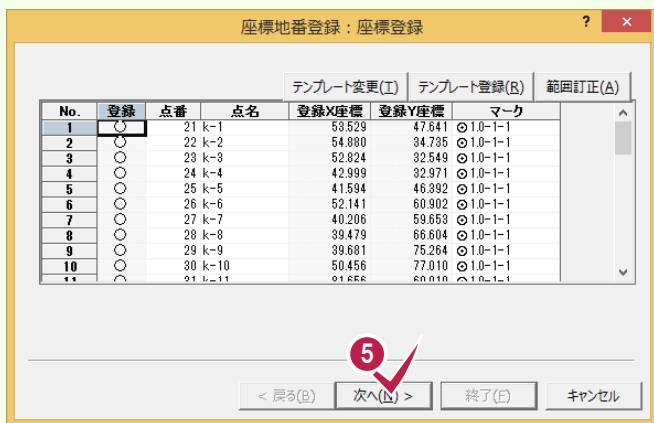 座標地番登録：座標登録 ? ×
テンプレート変更(T) テンプレート登録(R) 範囲訂正(A)
No. 登録 点番 点名 登録X座標 登録Y座標 マーク
1 ○ 21 k-1 53.529 47.641 ⊙1.0-1-1
2 ○ 22 k-2 54.880 34.735 ⊙1.0-1-1
3 ○ 23 k-3 52.824 32.549 ⊙1.0-1-1
4 ○ 24 k-4 42.999 32.971 ⊙1.0-1-1
5 ○ 25 k-5 41.594 46.392 ⊙1.0-1-1
6 ○ 26 k-6 52.141 60.902 ⊙1.0-1-1
7 ○ 27 k-7 40.206 59.653 ⊙1.0-1-1
8 ○ 28 k-8 39.479 66.604 ⊙1.0-1-1
9 ○ 29 k-9 39.681 75.264 ⊙1.0-1-1
10 ○ 30 k-10 50.456 77.010 ⊙1.0-1-1
11 ○ 31 k-11 ⊙1.0-1-1
5
< 戻る(B) 次へ(N) > 終了(F) キャンセル